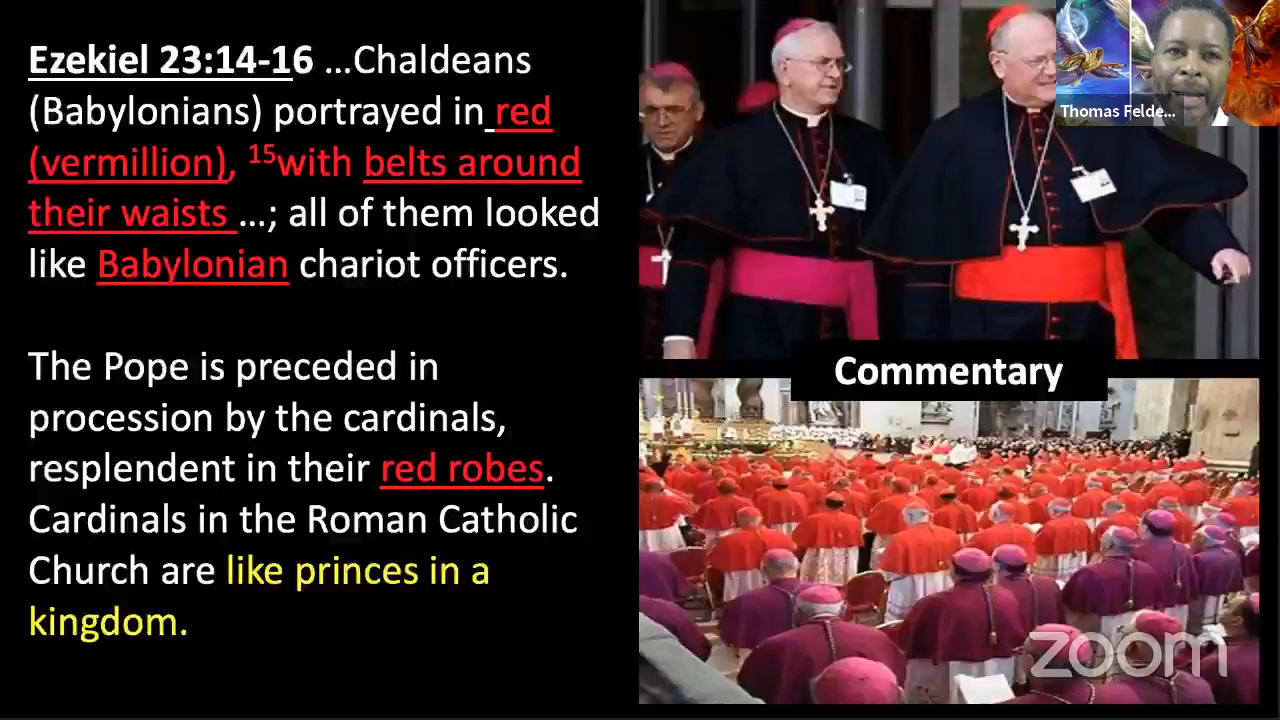 Ezekiel 23:14-16 …Chaldeans
(Babylonians) portrayed in red
(vermillion), 15with belts around
their waists …; all of them looked
like Babylonian chariot officers.
The Pope is preceded in
procession by the cardinals,
resplendent in their red robes.
Cardinals in the Roman Catholic
Church are like princes in a
kingdom.
Thomas Felde...
Commentary
zoom